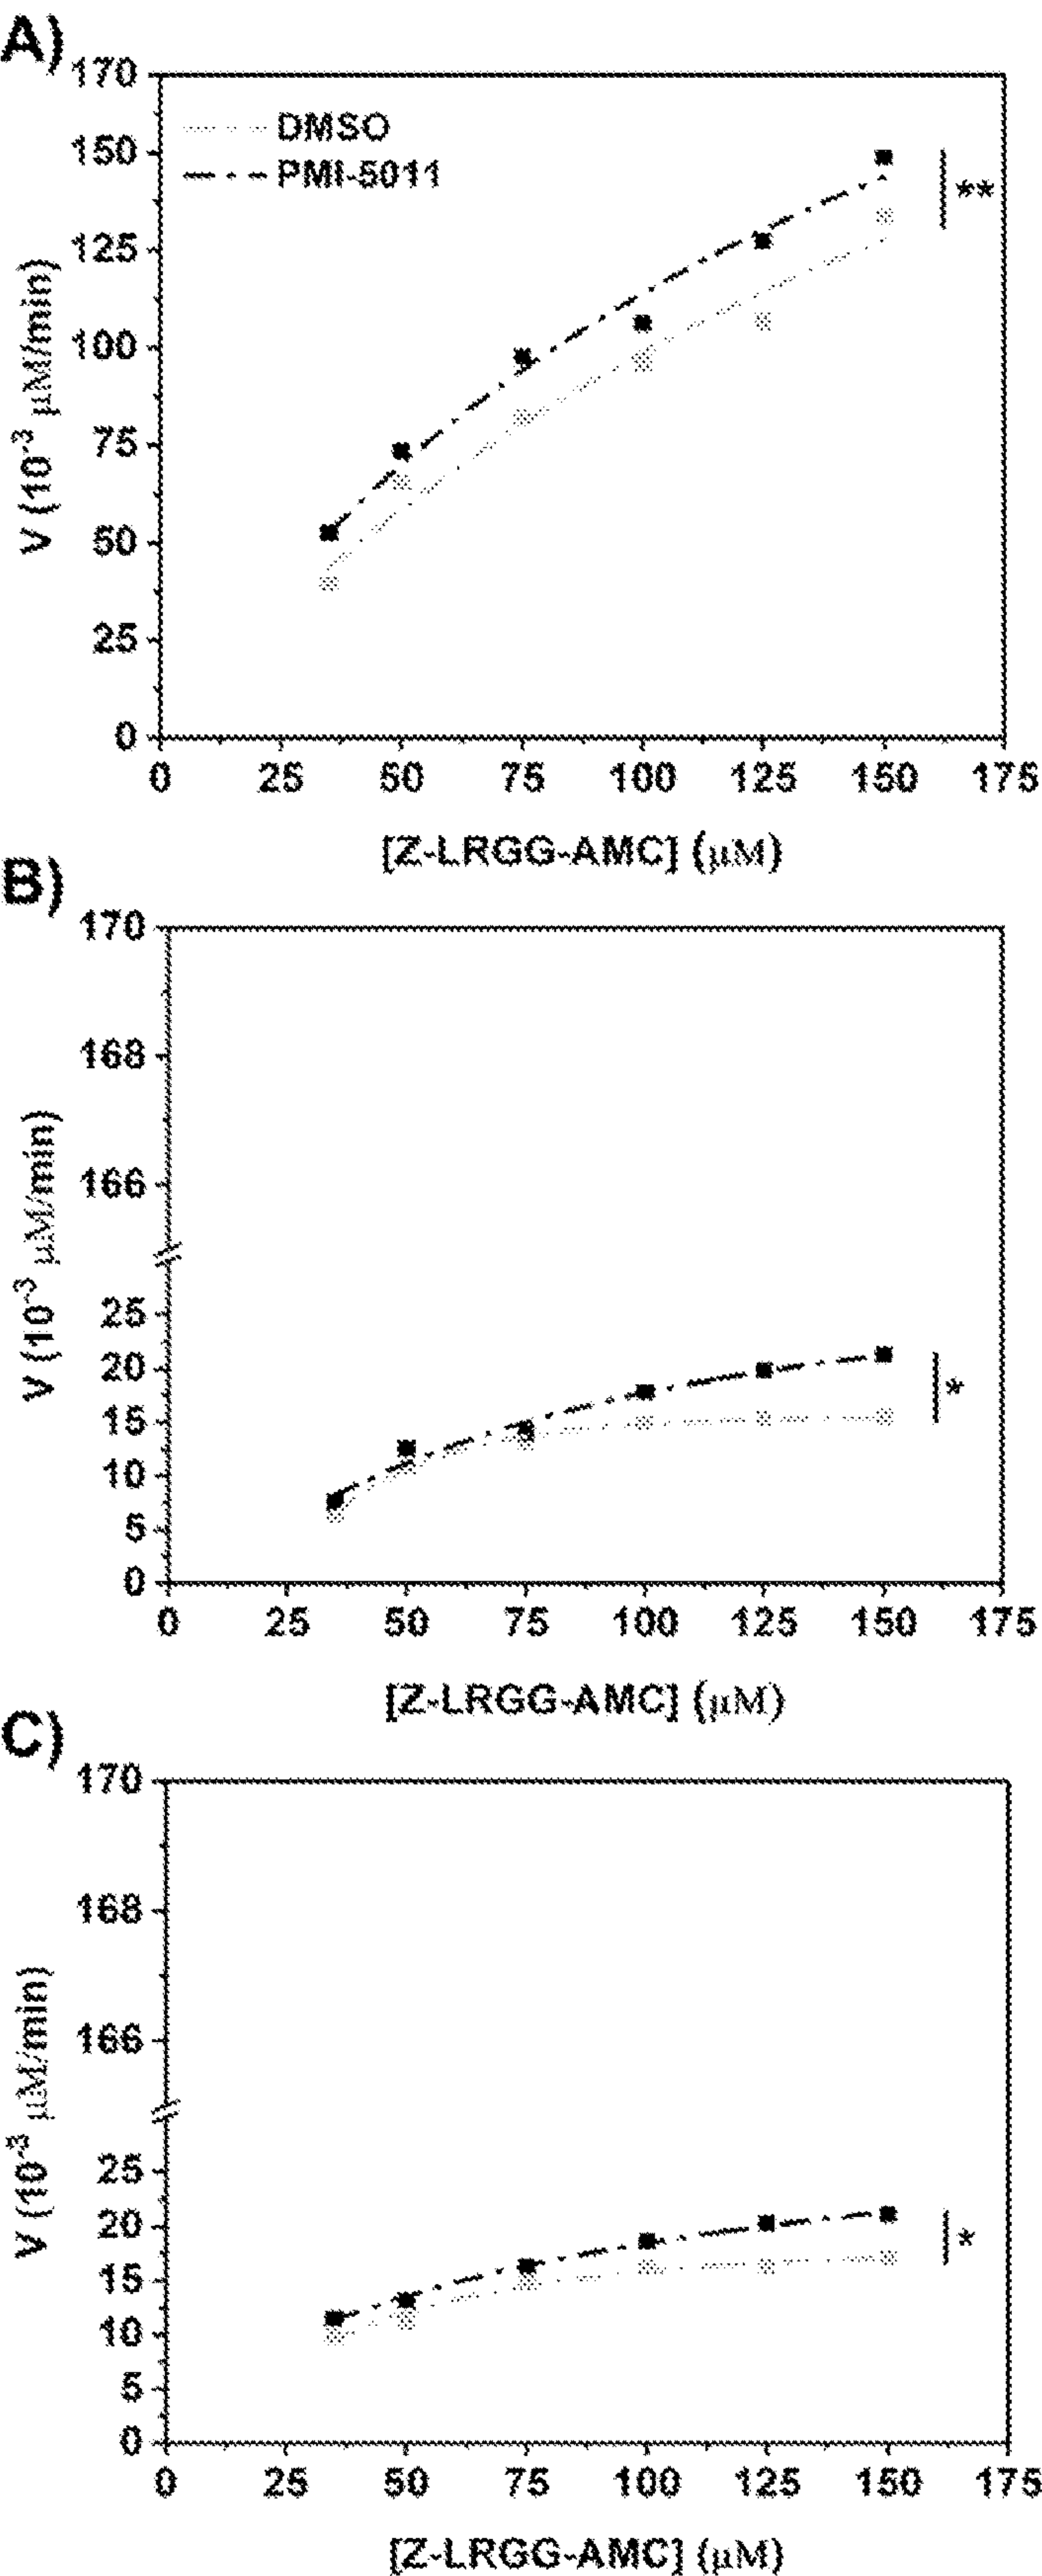 A)
170
150
125
100
75
50
25
0
V (10-3 µM/min)
DMSO
PMI-5011
**
0 25 50 75 100 125 150 175
[Z-LRGG-AMC] (µM)
B)
170
168
166
25
20
15
10
5
0
V (10-3 µM/min)
*
0 25 50 75 100 125 150 175
[Z-LRGG-AMC] (µM)
C)
170
168
166
25
20
15
10
5
0
V (10-3 µM/min)
*
0 25 50 75 100 125 150 175
[Z-LRGG-AMC] (µM)